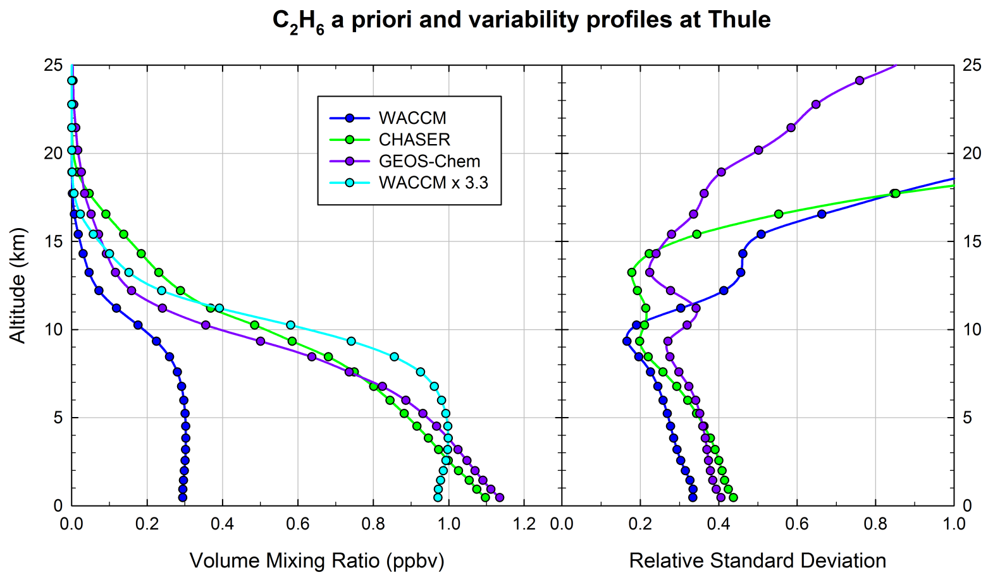 C₂H₆ a priori and variability profiles at Thule
25
20
15
10
5
0
Altitude (km)
WACCM
CHASER
GEOS-Chem
WACCM x 3.3
25
20
15
10
5
0
0.0 0.2 0.4 0.6 0.8 1.0 1.2 0.0 0.2 0.4 0.6 0.8 1.0
Volume Mixing Ratio (ppbv) Relative Standard Deviation